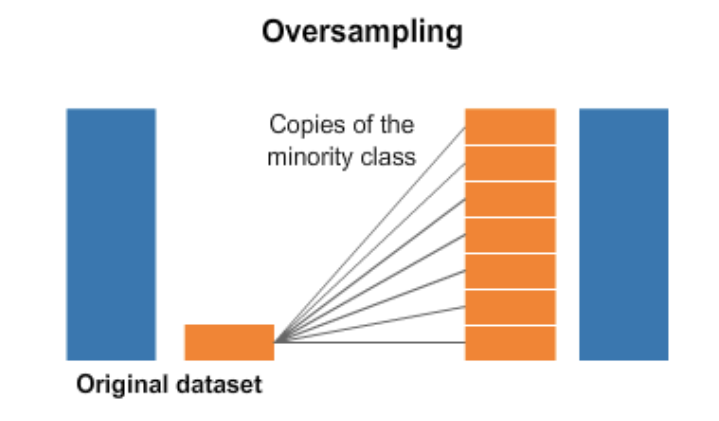 Oversampling
Copies of the
minority class
Original dataset